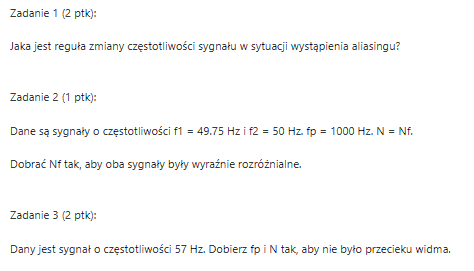 Zadanie 1 (2 ptk):
Jaka jest reguła zmiany częstotliwości sygnału w sytuacji wystąpienia aliasingu?
Zadanie 2 (1 ptk):
Dane są sygnały o częstotliwości f1 = 49.75 Hz i f2 = 50 Hz. fp = 1000 Hz. N = Nf.
Dobrać Nf tak, aby oba sygnały były wyraźnie rozróżnialne.
Zadanie 3 (2 ptk):
Dany jest sygnał o częstotliwości 57 Hz. Dobierz fp i N tak, aby nie było przecieku widma.